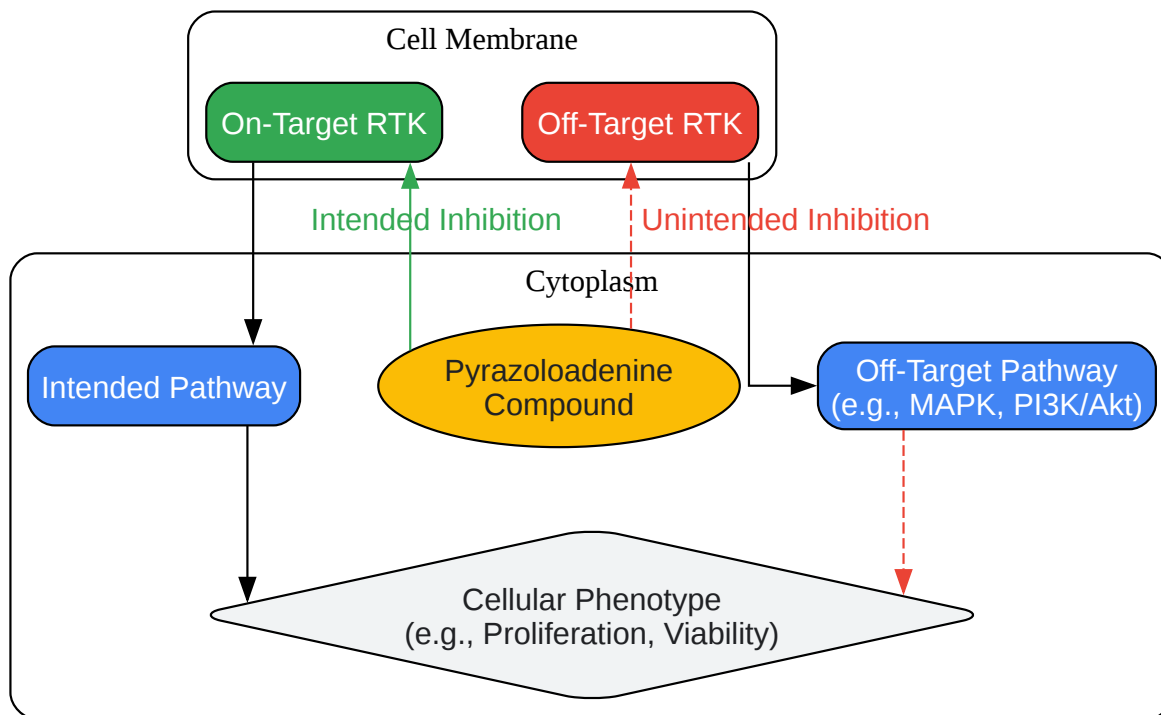 Cell Membrane
On-Target RTK
Off-Target RTK
Intended Inhibition
Unintended Inhibition
Cytoplasm
Intended Pathway
Pyrazoloadenine
Compound
Off-Target Pathway
(e.g., MAPK, PI3K/Akt)
Cellular Phenotype
(e.g., Proliferation, Viability)